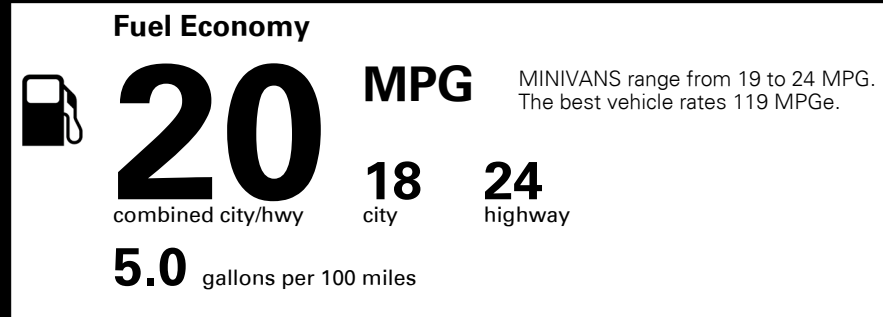 Fuel Economy
20
MPG
MINIVANS range from 19 to 24 MPG.
The best vehicle rates 119 MPGe.
combined city/hwy
18
city
24
highway
5.0 gallons per 100 miles